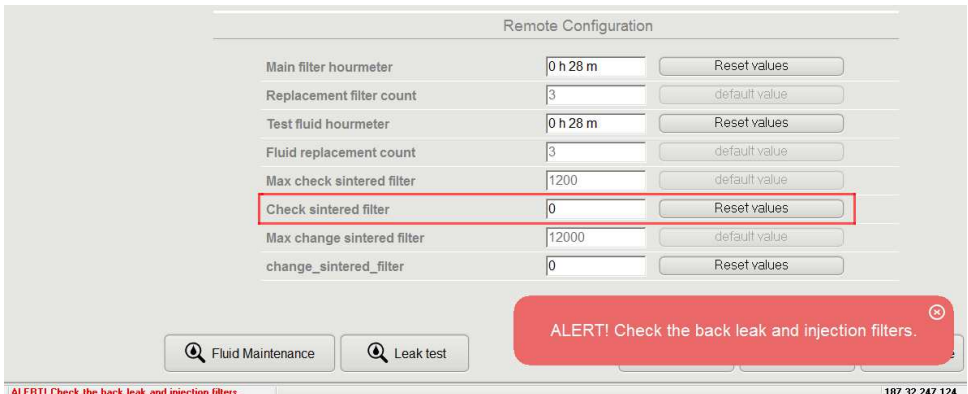 Remote Configuration
Main filter hourmeter 0 h 28 m Reset values
Replacement filter count 3 default value
Test fluid hourmeter 0 h 28 m Reset values
Fluid replacement count 3 default value
Max check sintered filter 1200 default value
Check sintered filter 0 Reset values
Max change sintered filter 12000 default value
change_sintered_filter 0 Reset values
ALERT! Check the back leak and injection filters.
Fluid Maintenance Leak test
ALERT! Check the back leak and injection filters. 187.32.247.124